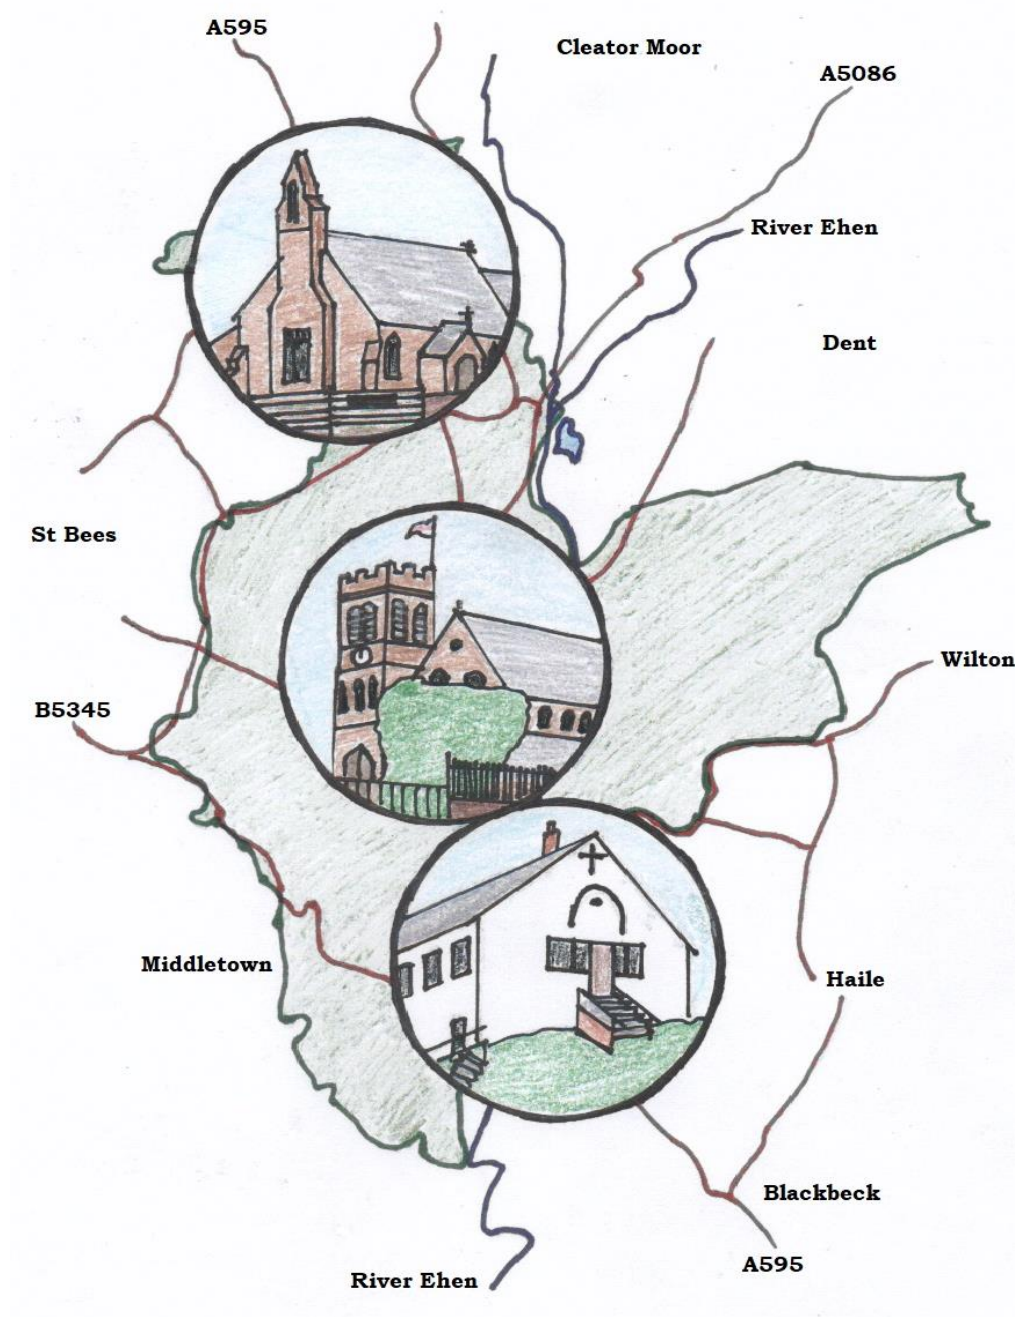 A595
Cleator Moor
A5086
River Ehen
Dent
St Bees
Wilton
B5345
Middletown
Haile
Blackbeck
A595
River Ehen